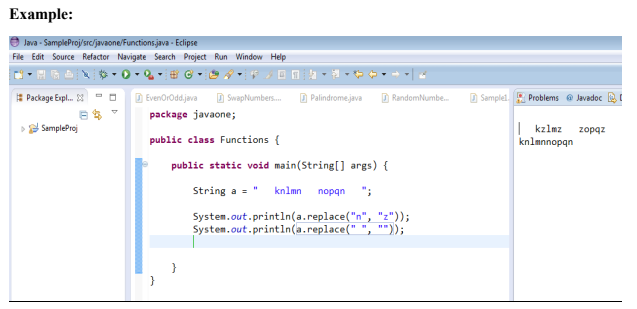 Example:
Java - SampleProj/src/javaone/Functions.java - Eclipse
File Edit Source Refactor Navigate Search Project Run Window Help
Package Expl...
EvenOrOdd.java SwapNumbers.... Palindrome.java RandomNumbe... Sample1.
Problems @ Javadoc
SampleProj
package javaone;
public class Functions {
public static void main(String[] args) {
String a = "   knlmn   nopqn   ";
System.out.println(a.replace("n", "z"));
System.out.println(a.replace(" ", ""));
}
}
kzlmz   zopqz
knlmnnopqn